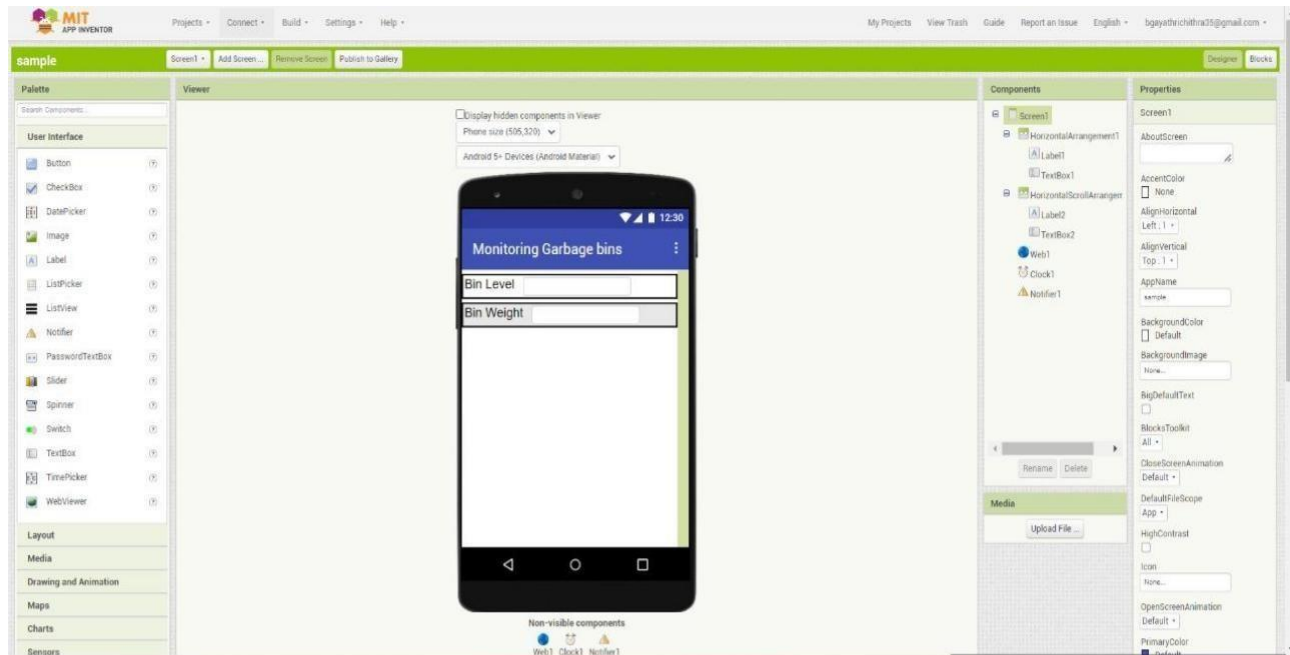 MIT
APP INVENTOR
Projects Connect Build Settings Help
My Projects View Trash Guide Report an Issue English bgayathrichithra35@gmail.com
sample
Screen1 Add Screen ... Remove Screen Publish to Gallery
Designer Blocks
Palette
Search Components...
User Interface
Button
CheckBox
DatePicker
Image
Label
ListPicker
ListView
Notifier
PasswordTextBox
Slider
Spinner
Switch
TextBox
TimePicker
WebViewer
Layout
Media
Drawing and Animation
Maps
Charts
Sensors
Viewer
Display hidden components in Viewer
Phone size (505,320)
Android 5+ Devices (Android Material)
12:30
Monitoring Garbage bins
Bin Level
Bin Weight
Non-visible components
Web1 Clock1 Notifier1
Components
Screen1
HorizontalArrangement1
Label1
TextBox1
HorizontalScrollArrangem
Label2
TextBox2
Web1
Clock1
Notifier1
Rename Delete
Media
Upload File ...
Properties
Screen1
AboutScreen
AccentColor
None
AlignHorizontal
Left : 1
AlignVertical
Top : 1
AppName
sample
BackgroundColor
Default
BackgroundImage
None...
BigDefaultText
BlocksToolkit
All
CloseScreenAnimation
Default
DefaultFileScope
App
HighContrast
Icon
None...
OpenScreenAnimation
Default
PrimaryColor
Default